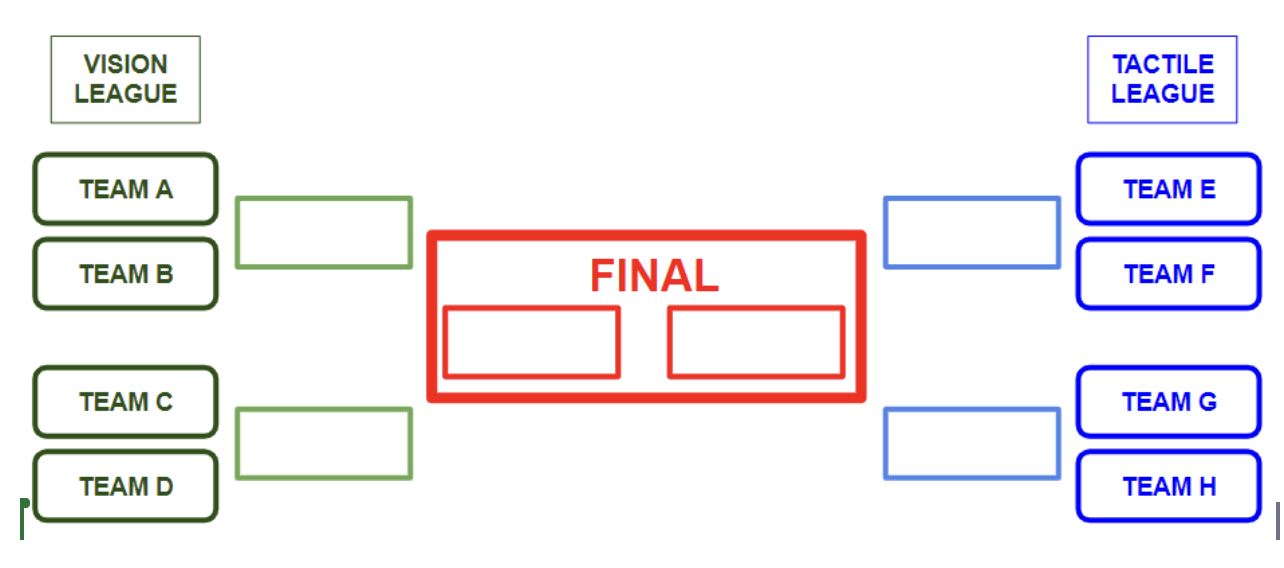 VISION
LEAGUE
TACTILE
LEAGUE
TEAM A
TEAM B
TEAM C
TEAM D
FINAL
TEAM E
TEAM F
TEAM G
TEAM H